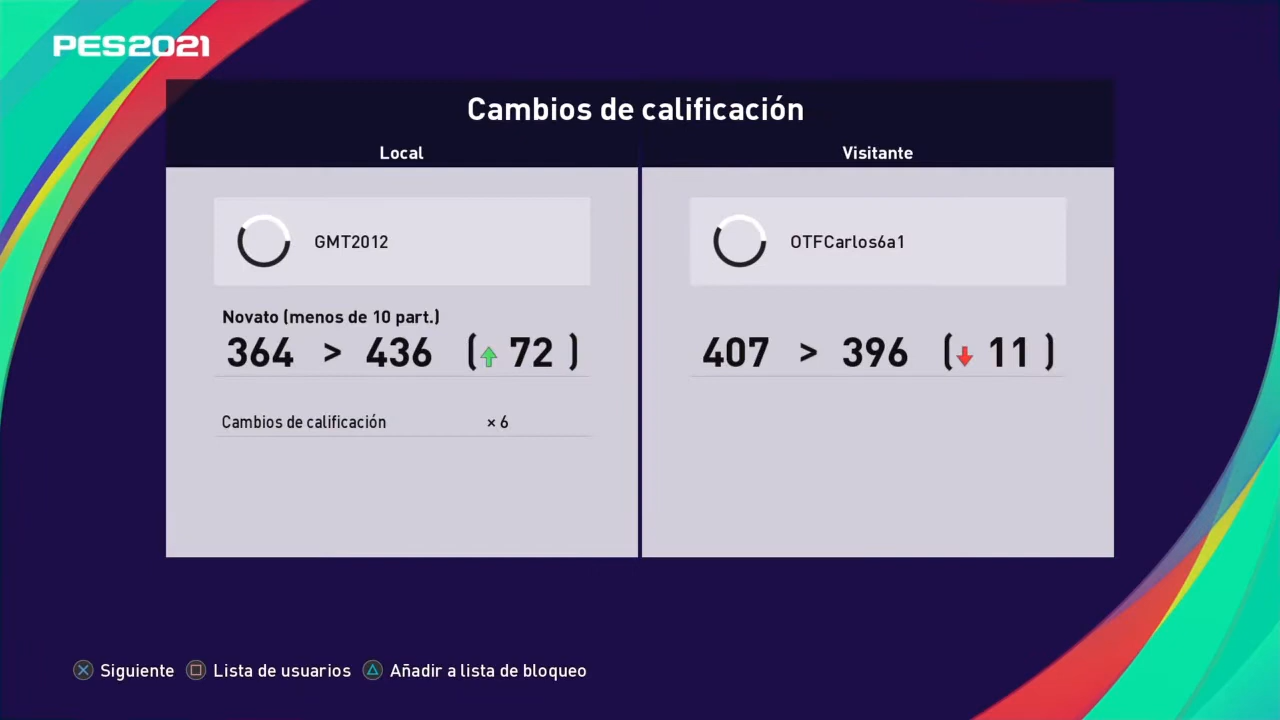 PES2021
Cambios de calificación
Local
Visitante
GMT2012
OTFCarlos6a1
Novato (menos de 10 part.)
364 > 436 ( 72 )
407 > 396 ( 11 )
Cambios de calificación × 6
Siguiente Lista de usuarios Añadir a lista de bloqueo